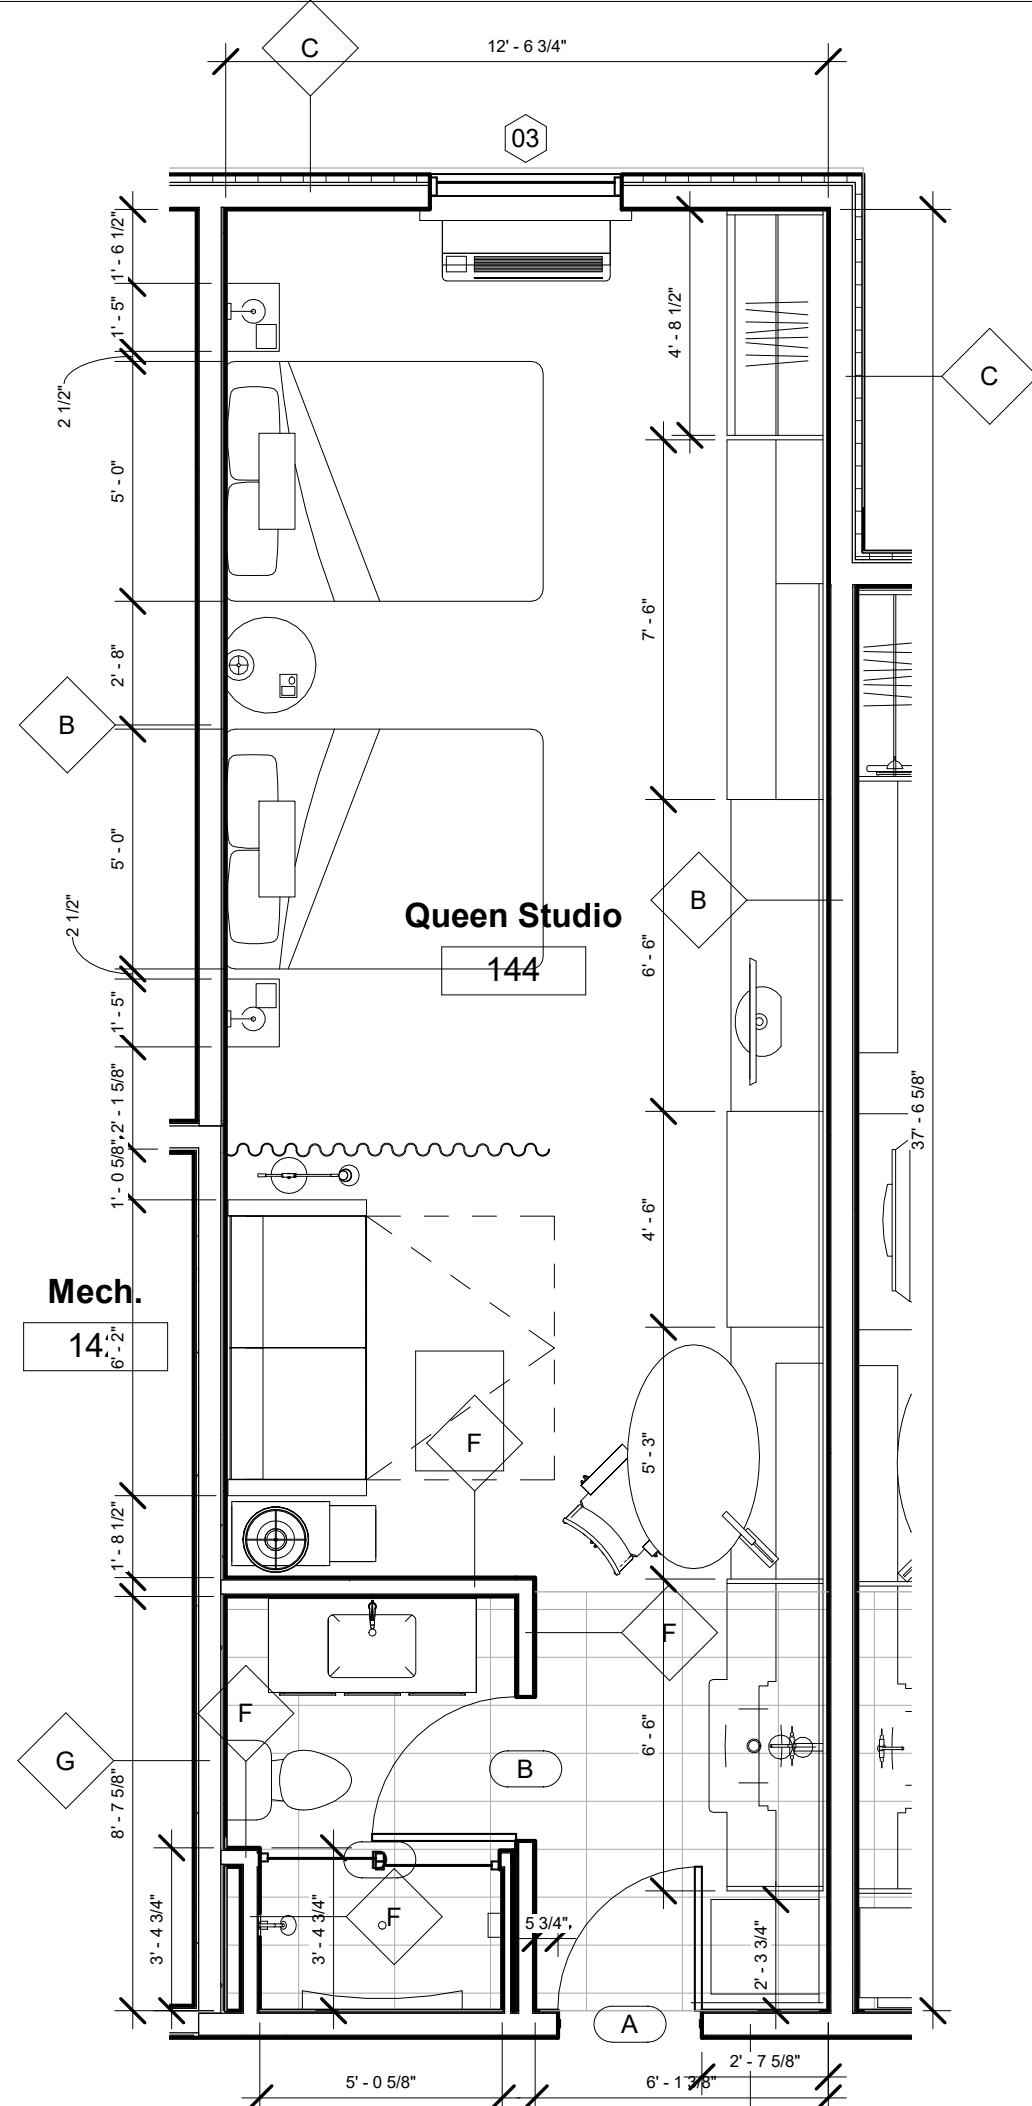 C
12' - 6 3/4"
03
1' - 6 1/2"
1' - 5"
4' - 8 1/2"
C
2 1/2"
5' - 0"
7' - 6"
2' - 8"
B
5' - 0"
B
2 1/2"
Queen Studio
144
6' - 6"
1' - 5"
2' - 1 5/8"
37' - 6 5/8"
1' - 0 5/8"
4' - 6"
Mech.
6' - 2"
F
5' - 3"
1' - 8 1/2"
F
F
G
B
6' - 6"
8' - 7 5/8"
3' - 4 3/4"
3' - 4 3/4"
F
5 3/4"
2' - 3 3/4"
A
2' - 7 5/8"
5' - 0 5/8"
6' - 1 3/8"